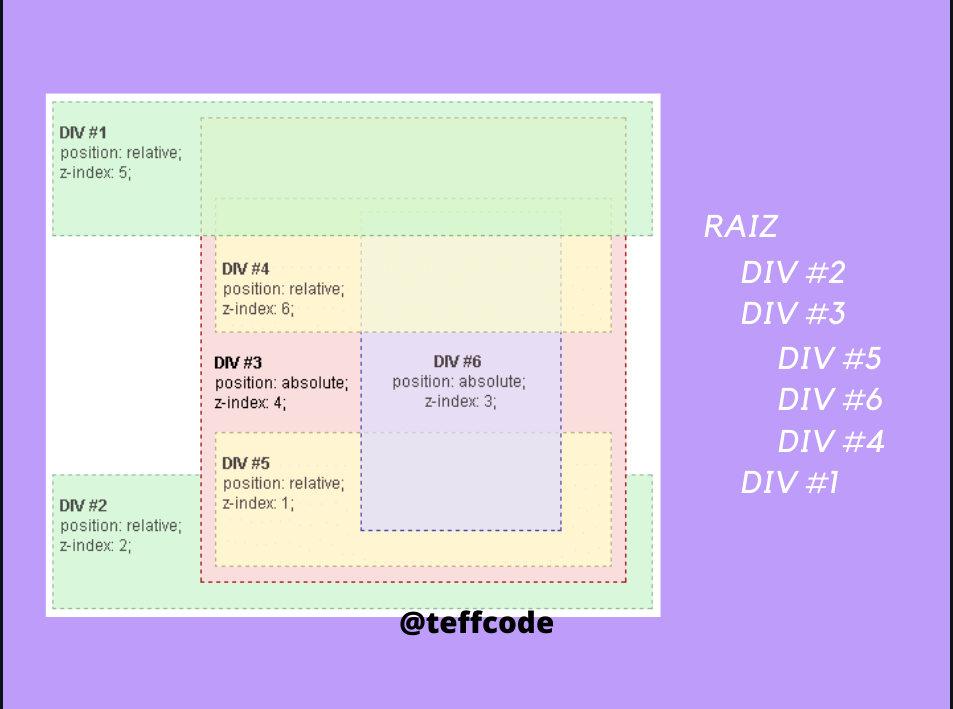 DIV #1
position: relative;
z-index: 5;
DIV #4
position: relative;
z-index: 6;
DIV #3
position: absolute;
z-index: 4;
DIV #6
position: absolute;
z-index: 3;
DIV #5
position: relative;
z-index: 1;
DIV #2
position: relative;
z-index: 2;
@teffcode
RAIZ
DIV #2
DIV #3
DIV #5
DIV #6
DIV #4
DIV #1